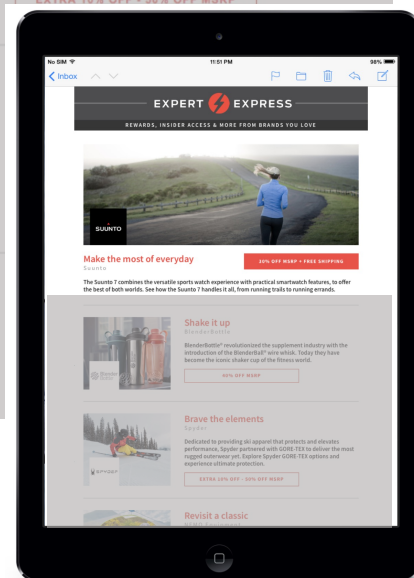 EXTRA 10% OFF - 50% OFF MSRP
No SIM
11:51 PM
98%
Inbox
EXPERT EXPRESS
REWARDS, INSIDER ACCESS & MORE FROM BRANDS YOU LOVE
SUUNTO
Make the most of everyday
Suunto
30% OFF MSRP + FREE SHIPPING
The Suunto 7 combines the versatile sports watch experience with practical smartwatch features, to offer
the best of both worlds. See how the Suunto 7 handles it all, from running trails to running errands.
Shake it up
BlenderBottle
BlenderBottle® revolutionized the supplement industry with the
introduction of the BlenderBall® wire whisk. Today they have
become the iconic shaker cup of the fitness world.
Blender
Bottle
40% OFF MSRP
Brave the elements
Spyder
Dedicated to providing ski apparel that protects and elevates
performance, Spyder partnered with GORE-TEX to deliver the most
rugged outerwear yet. Explore Spyder GORE-TEX options and
experience ultimate protection.
SPYDER
EXTRA 10% OFF - 50% OFF MSRP
Revisit a classic